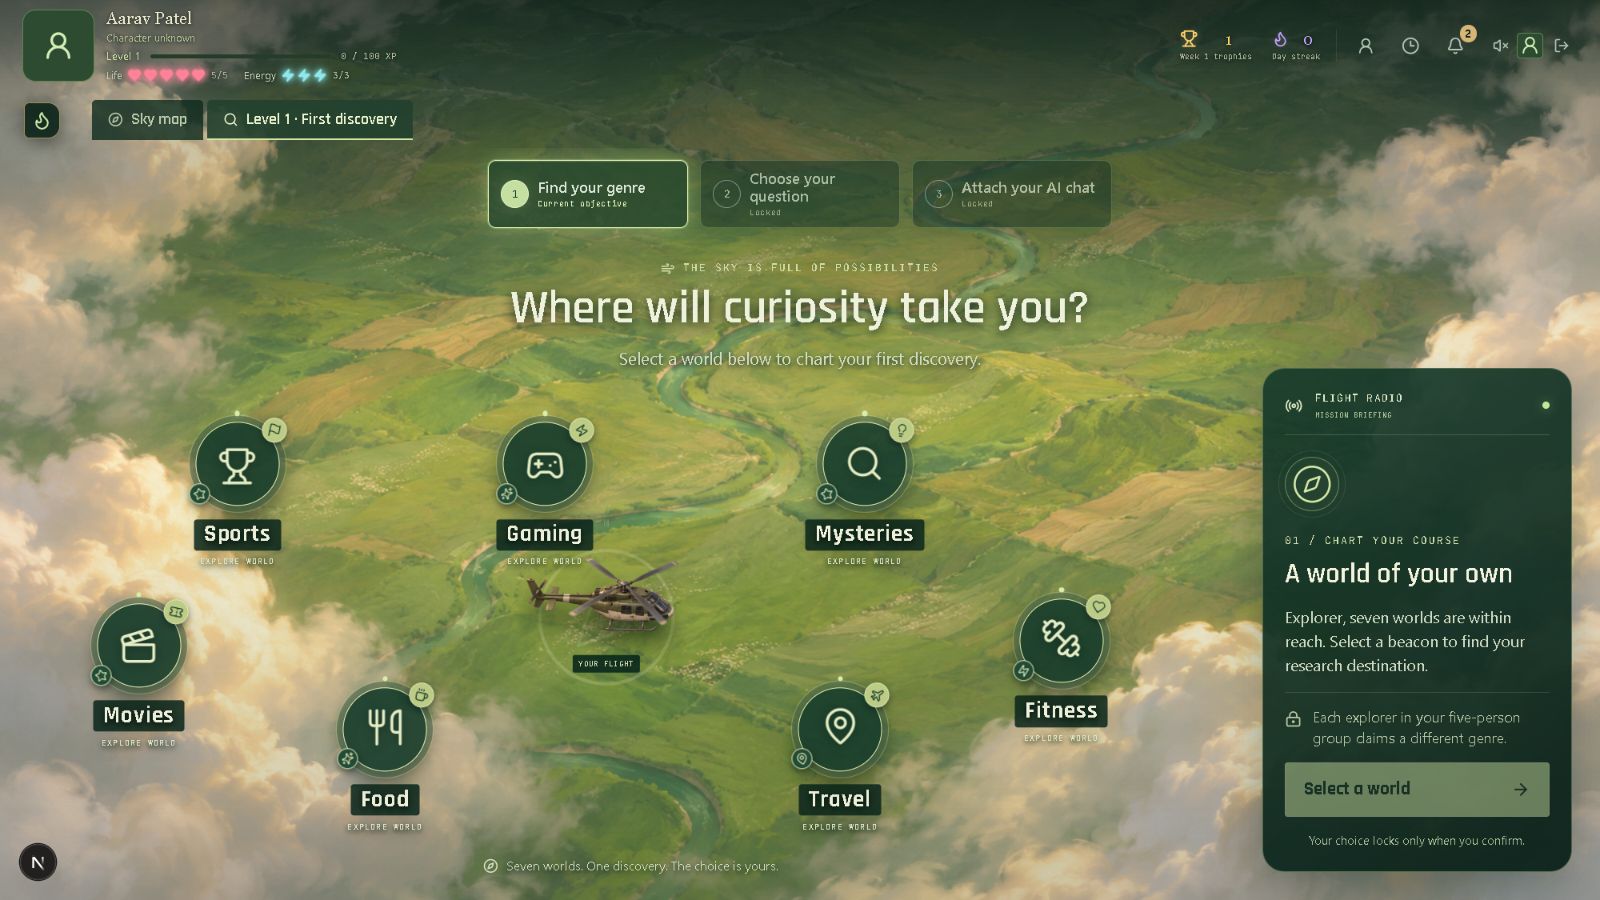 Aarav Patel
Character unknown
Level 1
0 / 100 XP
Life
5/5
Energy
3/3
1
Week 1 trophies
0
Day streak
2
Sky map
Level 1 · First discovery
1
Find your genre
Current objective
2
Choose your
question
Locked
3
Attach your AI chat
Locked
THE SKY IS FULL OF POSSIBILITIES
Where will curiosity take you?
Select a world below to chart your first discovery.
Sports
EXPLORE WORLD
Gaming
EXPLORE WORLD
Mysteries
EXPLORE WORLD
YOUR FLIGHT
Movies
EXPLORE WORLD
Fitness
EXPLORE WORLD
Food
EXPLORE WORLD
Travel
EXPLORE WORLD
Seven worlds. One discovery. The choice is yours.
N
FLIGHT RADIO
MISSION BRIEFING
01 / CHART YOUR COURSE
A world of your own
Explorer, seven worlds are within
reach. Select a beacon to find your
research destination.
Each explorer in your five-person
group claims a different genre.
Select a world
Your choice locks only when you confirm.